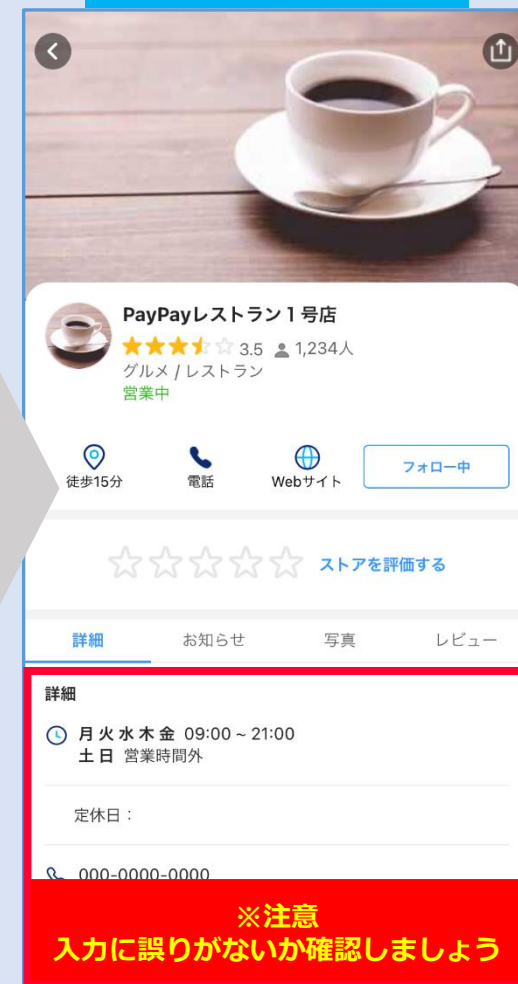 PayPayレストラン1号店
3.5 1,234人
グルメ / レストラン
営業中
徒歩15分 電話 Webサイト フォロー中
ストアを評価する
詳細 お知らせ 写真 レビュー
詳細
月 火 水 木 金 09:00 ~ 21:00
土 日 営業時間外
定休日：
000-0000-0000
※注意
入力に誤りがないか確認しましょう